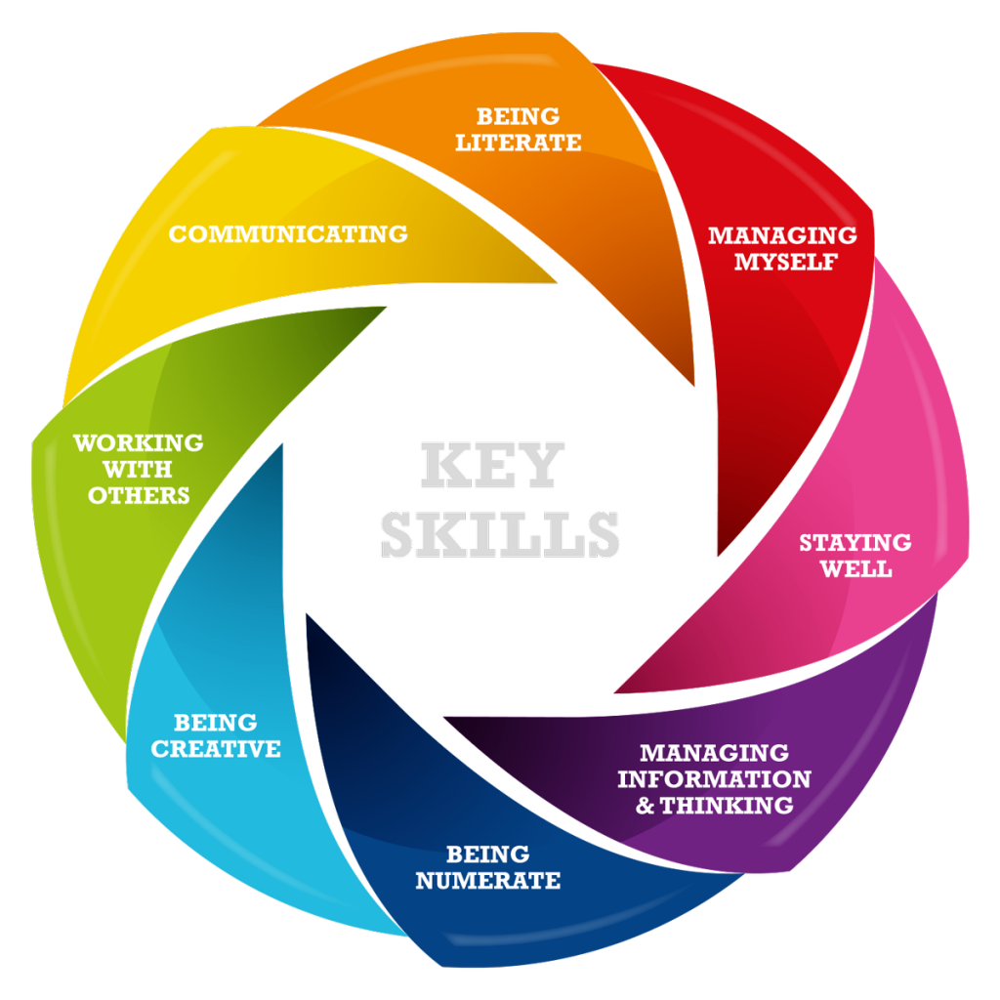 BEING
LITERATE
MANAGING
MYSELF
STAYING
WELL
MANAGING
INFORMATION
& THINKING
BEING
NUMERATE
BEING
CREATIVE
WORKING
WITH
OTHERS
COMMUNICATING
KEY
SKILLS